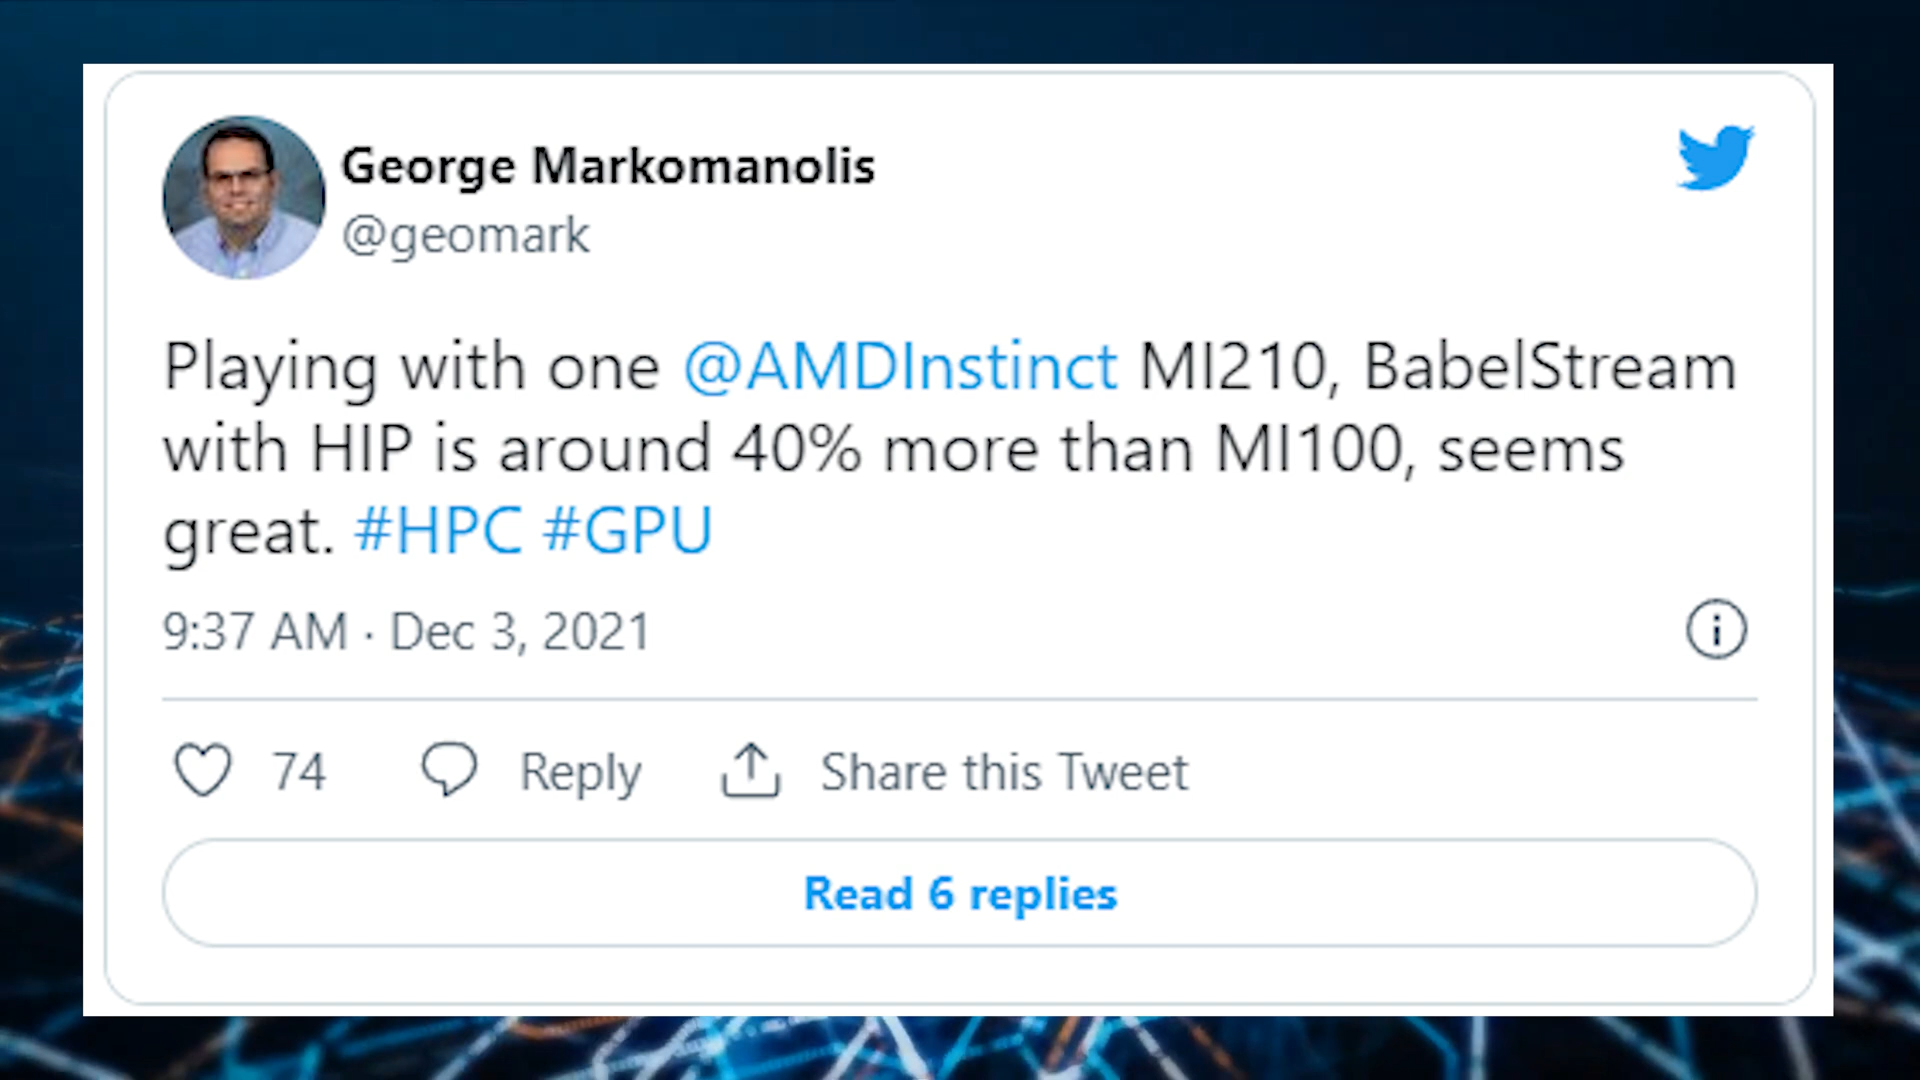 George Markomanolis
@geomark
Playing with one @AMDInstinct MI210, BabelStream
with HIP is around 40% more than MI100, seems
great. #HPC #GPU
9:37 AM · Dec 3, 2021
74 Reply Share this Tweet
Read 6 replies